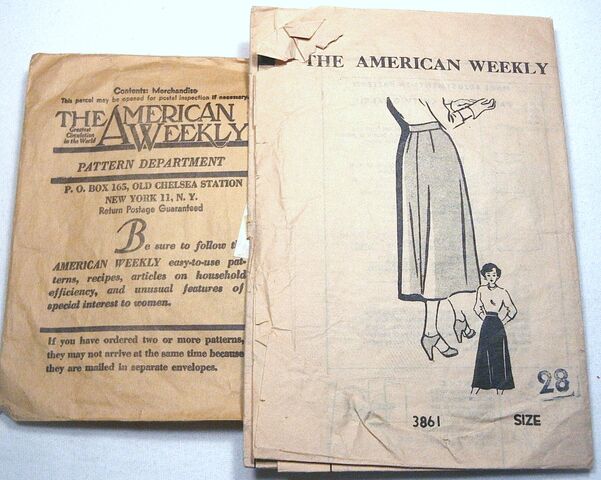 Contents: Merchandise
This parcel may be opened for postal inspection if necessary.
THE AMERICAN
Greatest
Circulation
in the World
WEEKLY
PATTERN DEPARTMENT
P. O. BOX 165, OLD CHELSEA STATION
NEW YORK 11, N. Y.
Return Postage Guaranteed
Be sure to follow
AMERICAN WEEKLY easy-to-use pat-
terns, recipes, articles on household
efficiency, and unusual features of
special interest to women.
If you have ordered two or more patterns,
they may not arrive at the same time because
they are mailed in separate envelopes.
THE AMERICAN WEEKLY
28
3861 SIZE